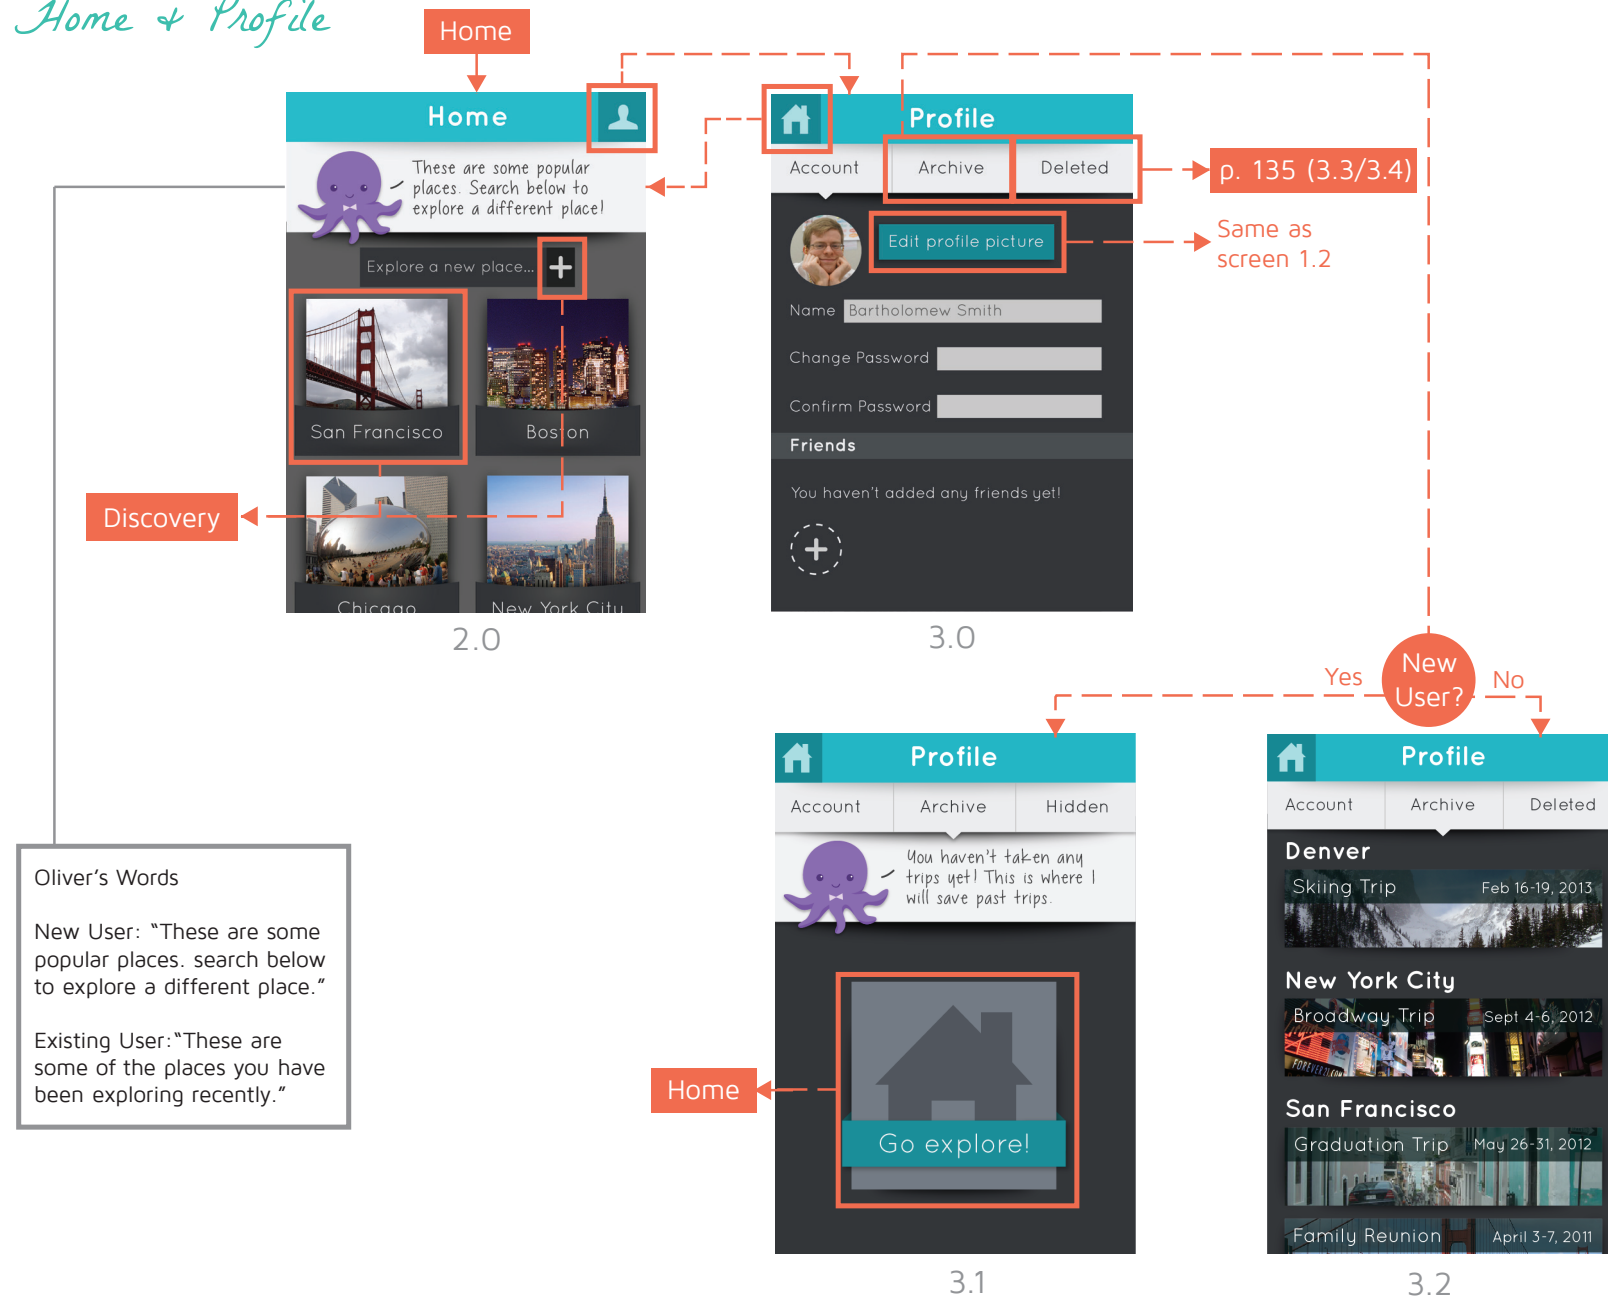 Home & Profile
Home
Home
These are some popular
places. Search below to
explore a different place!
Explore a new place...
San Francisco
Boston
Chicago
New York City
2.0
Discovery
Profile
Account
Archive
Deleted
Edit profile picture
Name
Bartholomew Smith
Change Password
Confirm Password
Friends
You haven't added any friends yet!
3.0
p. 135 (3.3/3.4)
Same as
screen 1.2
New
User?
Yes
No
Oliver's Words
New User: “These are some
popular places. search below
to explore a different place.”
Existing User:“These are
some of the places you have
been exploring recently.”
Profile
Account
Archive
Hidden
You haven't taken any
trips yet! This is where I
will save past trips.
Go explore!
Home
3.1
Profile
Account
Archive
Deleted
Denver
Skiing Trip
Feb 16-19, 2013
New York City
Broadway Trip
Sept 4-6, 2012
FOREVER21.COM
San Francisco
Graduation Trip
May 26-31, 2012
Family Reunion
April 3-7, 2011
3.2